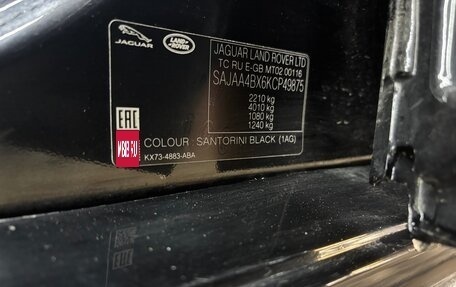 JAGUAR
LAND ROVER
JAGUAR LAND ROVER LTD
TC RU E-GB MT02 00116
SAJAA4BX6KCP49875
2210 kg
4010 kg
1080 kg
1240 kg
EAC
COLOUR SANTORINI BLACK (1AG)
KX73-4883-ABA